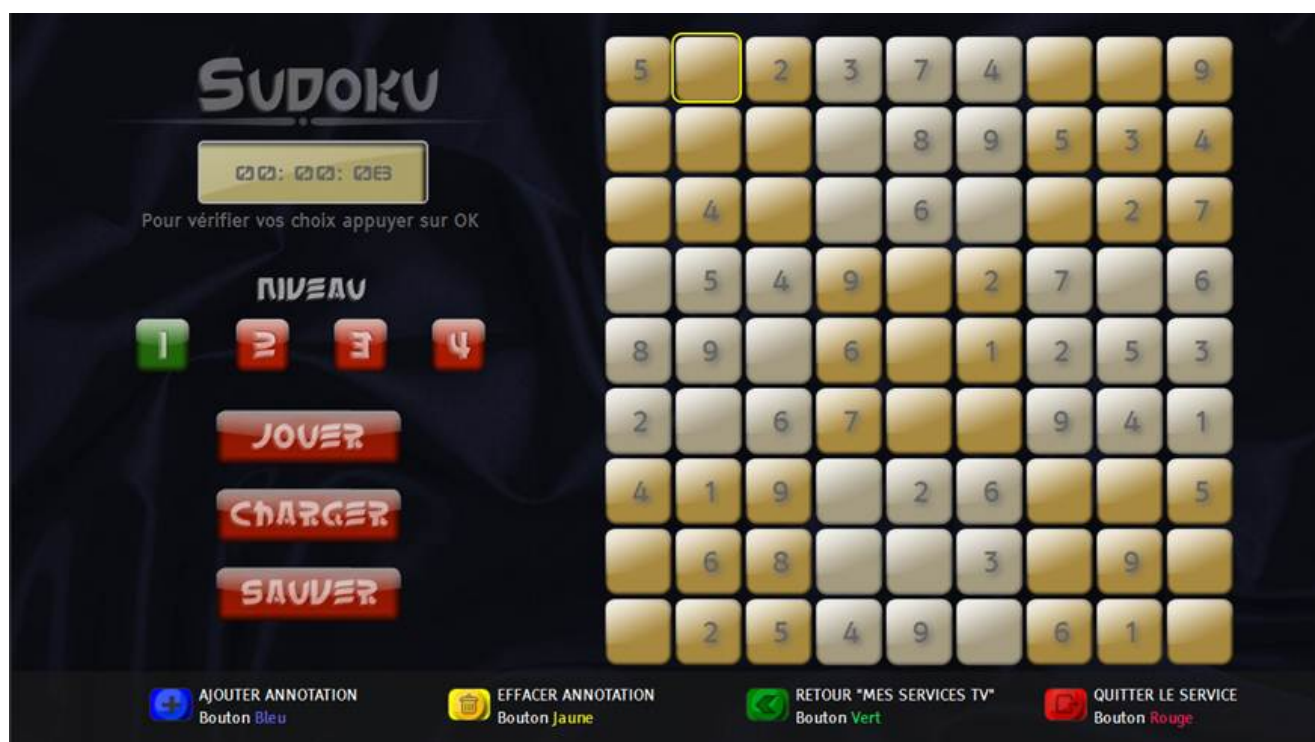 SUDOKU
00:00:08
Pour vérifier vos choix appuyer sur OK
NIVEAU
1 2 3 4
JOUER
CHARGER
SAUVER
5 2 3 7 4 9
8 9 5 3 4
4 6 2 7
5 4 9 2 7 6
8 9 6 1 2 5 3
2 6 7 9 4 1
4 1 9 2 6 5
6 8 3 9
2 5 4 9 6 1
AJOUTER ANNOTATION
Bouton Bleu
EFFACER ANNOTATION
Bouton Jaune
RETOUR "MES SERVICES TV"
Bouton Vert
QUITTER LE SERVICE
Bouton Rouge